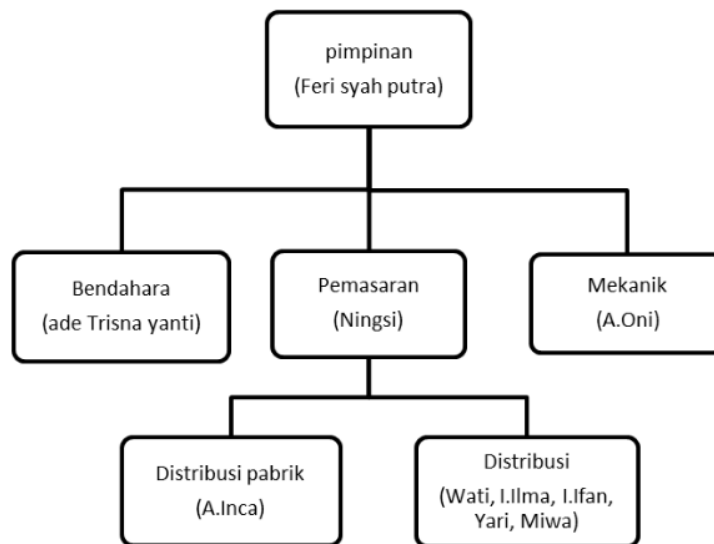 pimpinan
(Feri syah putra)
Bendahara
(ade Trisna yanti)
Pemasaran
(Ningsi)
Mekanik
(A.Oni)
Distribusi pabrik
(A.Inca)
Distribusi
(Wati, I.Ilma, I.Ifan,
Yari, Miwa)